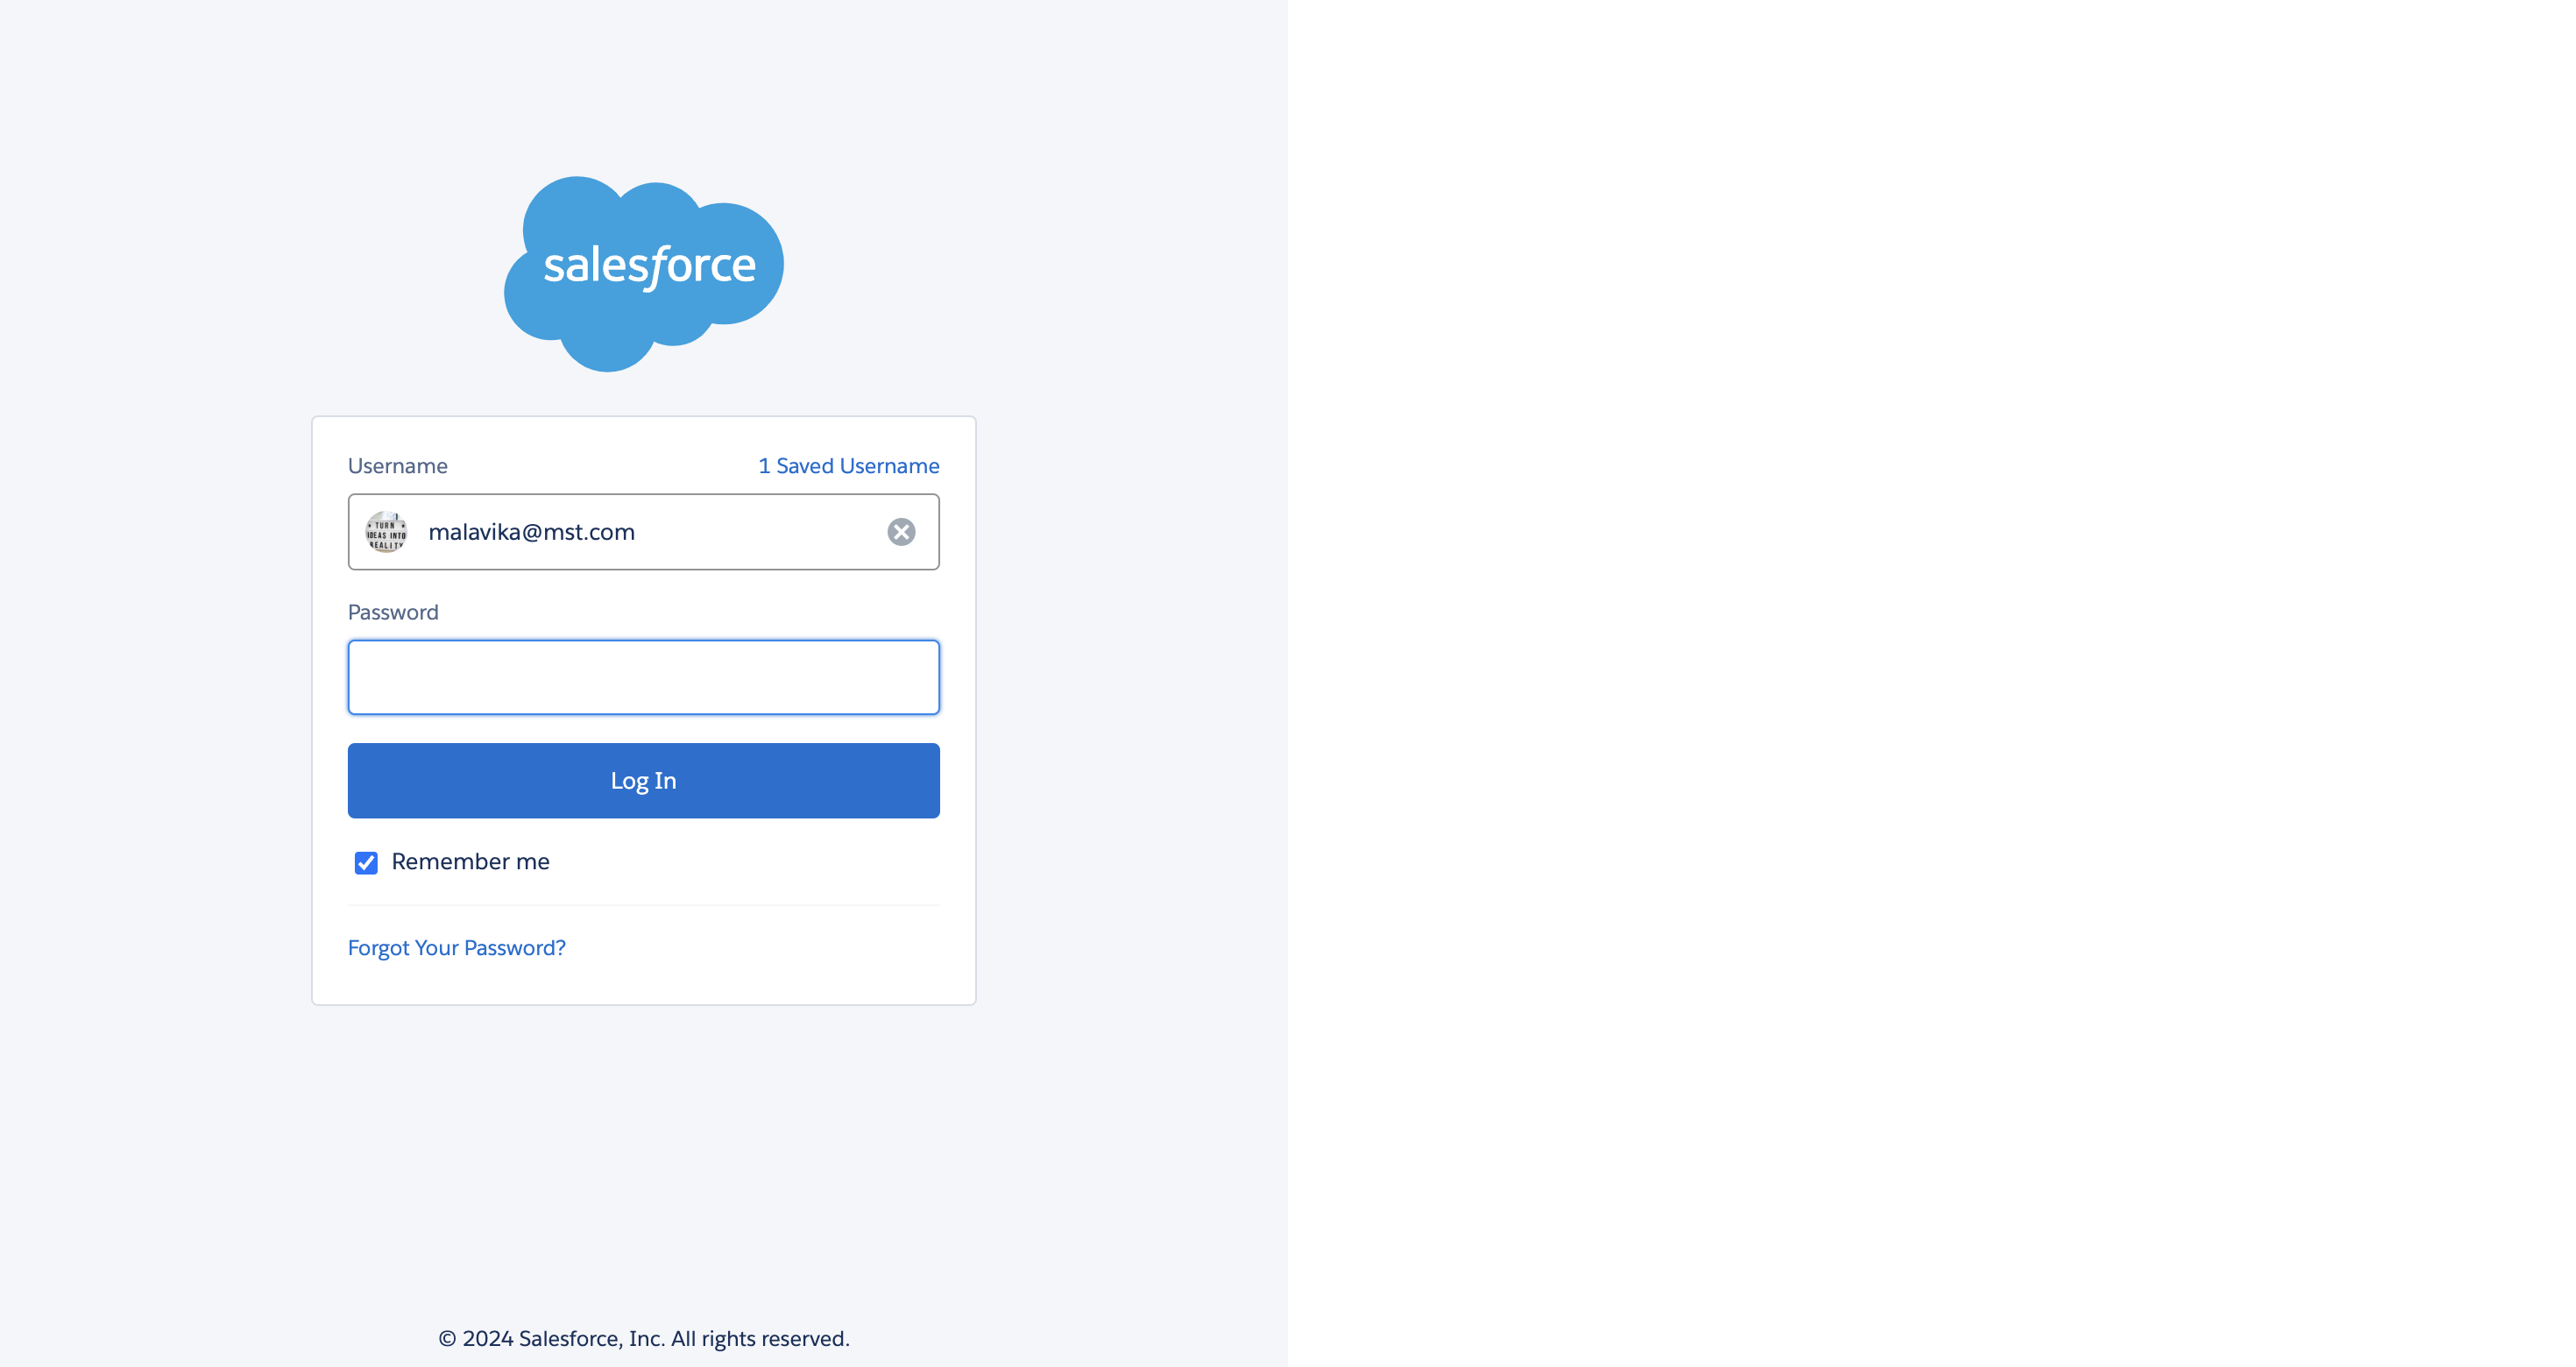 salesforce
Username
1 Saved Username
TURN
IDEAS INTO
REALITY
malavika@mst.com
Password
Log In
Remember me
Forgot Your Password?
© 2024 Salesforce, Inc. All rights reserved.